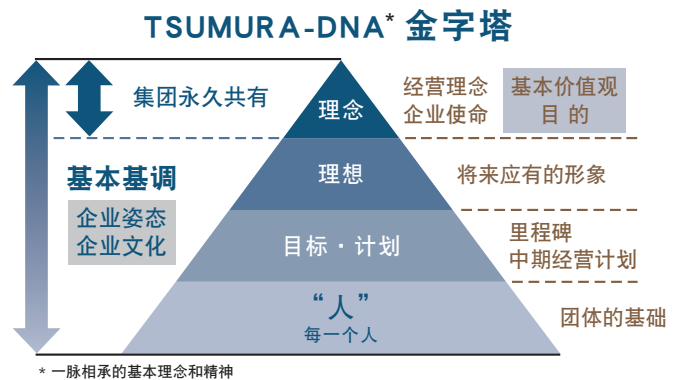 TSUMURA-DNA* 金字塔
集团永久共有
理念
经营理念
企业使命
基本价值观
目的
基本基调
企业姿态
企业文化
理想
将来应有的形象
目标・计划
里程碑
中期经营计划
“人”
每一个人
团体的基础
* 一脉相承的基本理念和精神